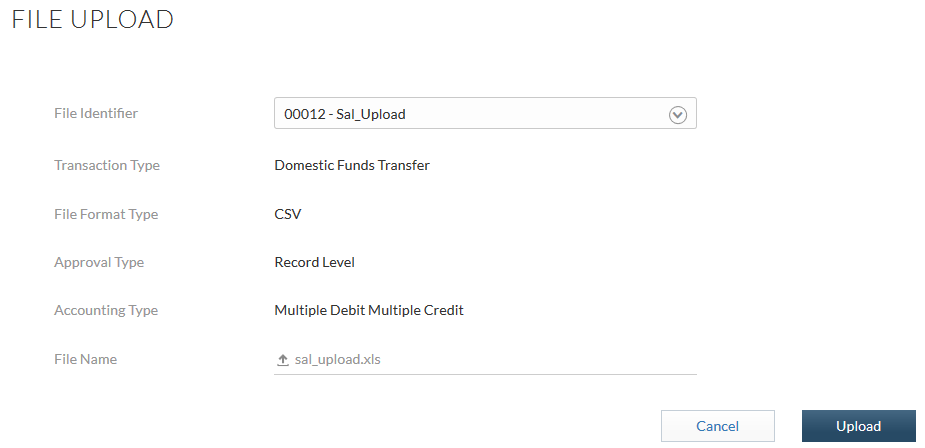 FILE UPLOAD
File Identifier 00012 - Sal_Upload
Transaction Type Domestic Funds Transfer
File Format Type CSV
Approval Type Record Level
Accounting Type Multiple Debit Multiple Credit
File Name sal_upload.xls
Cancel Upload